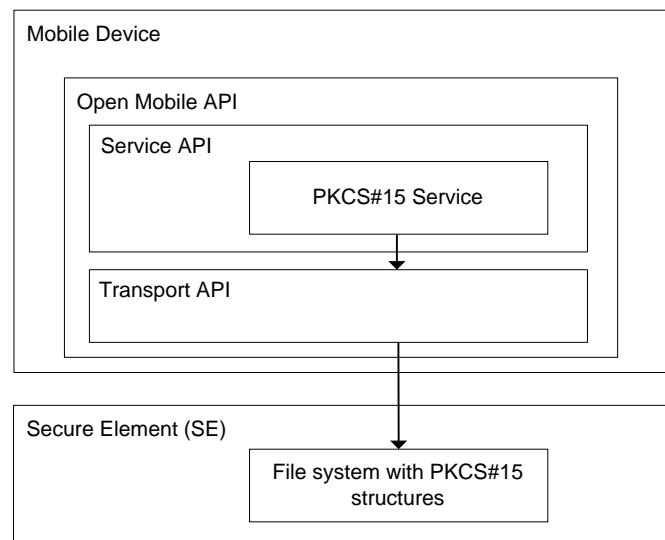 Mobile Device
Open Mobile API
Service API
PKCS#15 Service
Transport API
Secure Element (SE)
File system with PKCS#15
structures